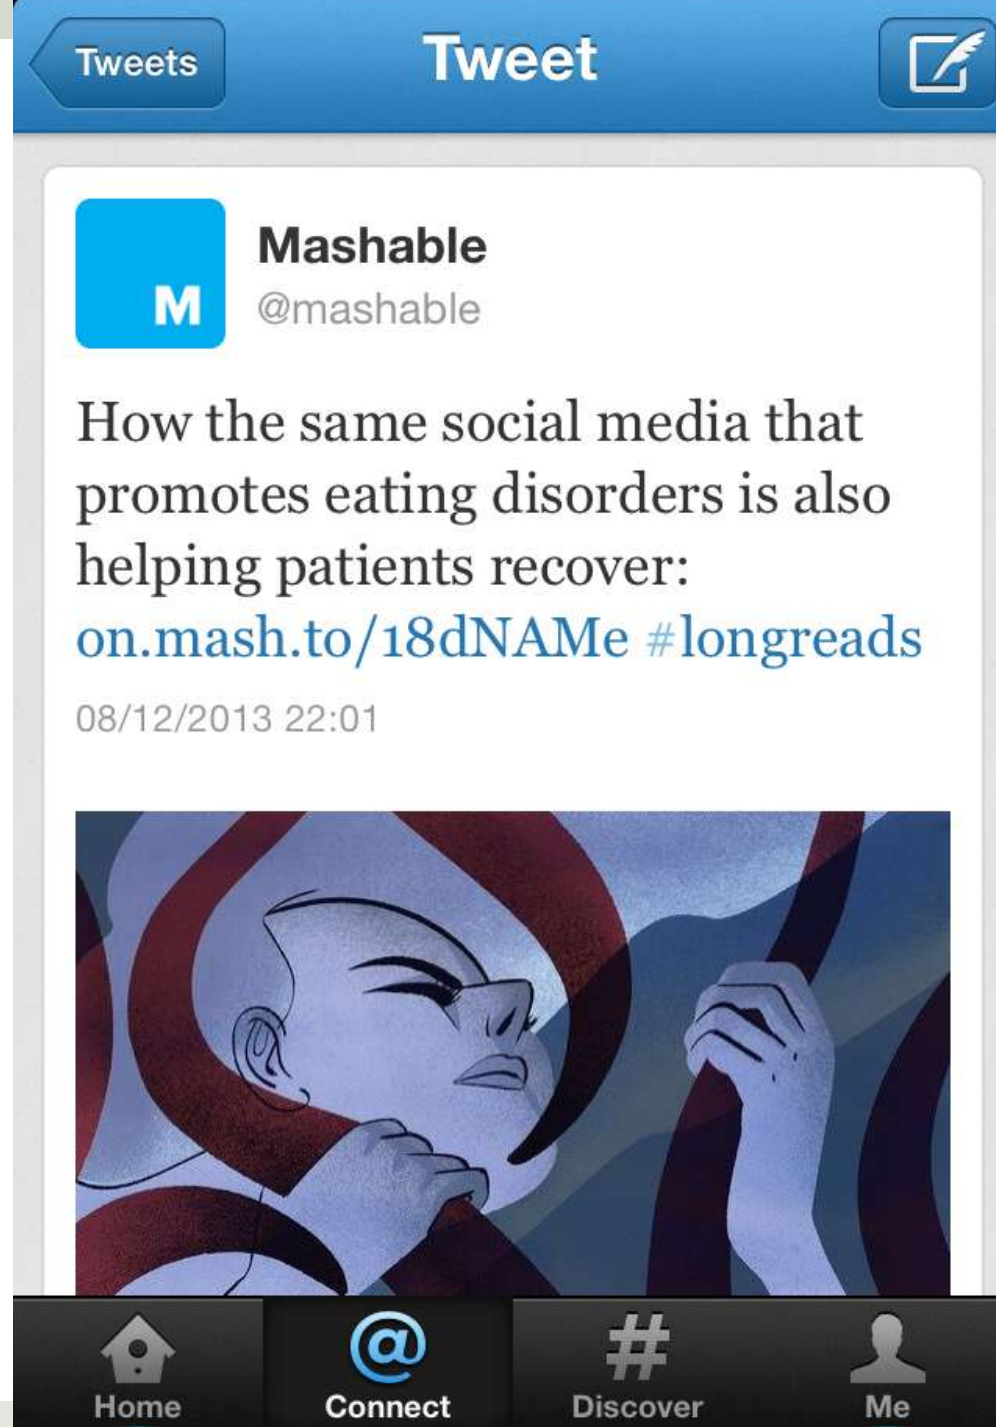 Tweets
Tweet
M
Mashable
@mashable
How the same social media that
promotes eating disorders is also
helping patients recover:
on.mash.to/18dNAMe #longreads
08/12/2013 22:01
@
#
Home
Connect
Discover
Me